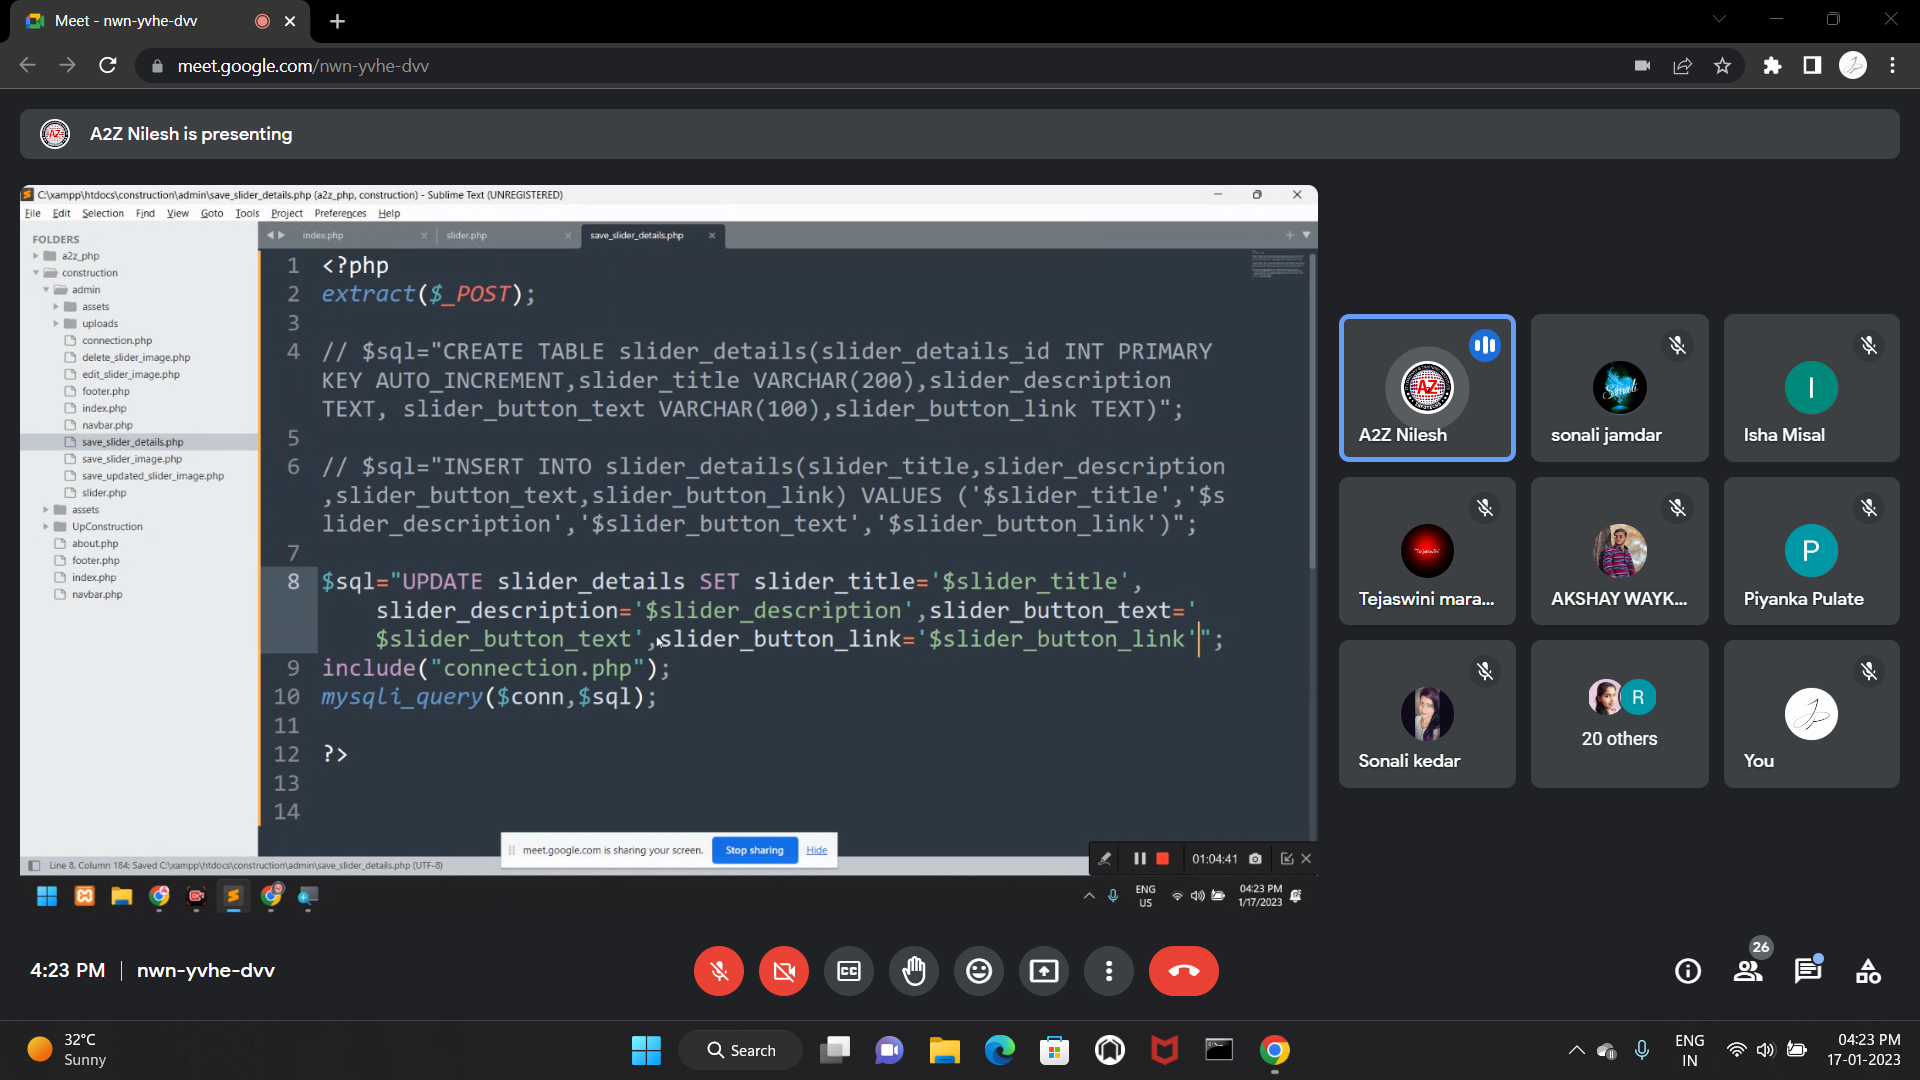 Meet - nwn-yvhe-dvv
meet.google.com/nwn-yvhe-dvv
A2Z Nilesh is presenting
C:\xampp\htdocs\construction\admin\save_slider_details.php (a2z_php, construction) - Sublime Text (UNREGISTERED)
File Edit Selection Find View Goto Tools Project Preferences Help
FOLDERS
a2z_php
construction
admin
assets
uploads
connection.php
delete_slider_image.php
edit_slider_image.php
footer.php
index.php
navbar.php
save_slider_details.php
save_slider_image.php
save_updated_slider_image.php
slider.php
assets
UpConstruction
about.php
footer.php
index.php
navbar.php
index.php slider.php save_slider_details.php
1 <?php
2 extract($_POST);
3
4 // $sql="CREATE TABLE slider_details(slider_details_id INT PRIMARY
KEY AUTO_INCREMENT,slider_title VARCHAR(200),slider_description
TEXT, slider_button_text VARCHAR(100),slider_button_link TEXT)";
5
6 // $sql="INSERT INTO slider_details(slider_title,slider_description
,slider_button_text,slider_button_link) VALUES ('$slider_title','$s
lider_description','$slider_button_text','$slider_button_link')";
7
8 $sql="UPDATE slider_details SET slider_title='$slider_title',
slider_description='$slider_description',slider_button_text='
$slider_button_text',slider_button_link='$slider_button_link'";
9 include("connection.php");
10 mysqli_query($conn,$sql);
11
12 ?>
13
14
meet.google.com is sharing your screen. Stop sharing Hide
Line 8, Column 184; Saved C:\xampp\htdocs\construction\admin\save_slider_details.php (UTF-8)
01:04:41
ENG
US
04:23 PM
1/17/2023
AZ
A2Z Nilesh
Sonali
sonali jamdar
I
Isha Misal
Tejaswini
Tejaswini mara...
AKSHAY WAYK...
P
Piyanka Pulate
Sonali kedar
R
20 others
You
4:23 PM | nwn-yvhe-dvv
26
32°C
Sunny
Search
ENG
IN
04:23 PM
17-01-2023